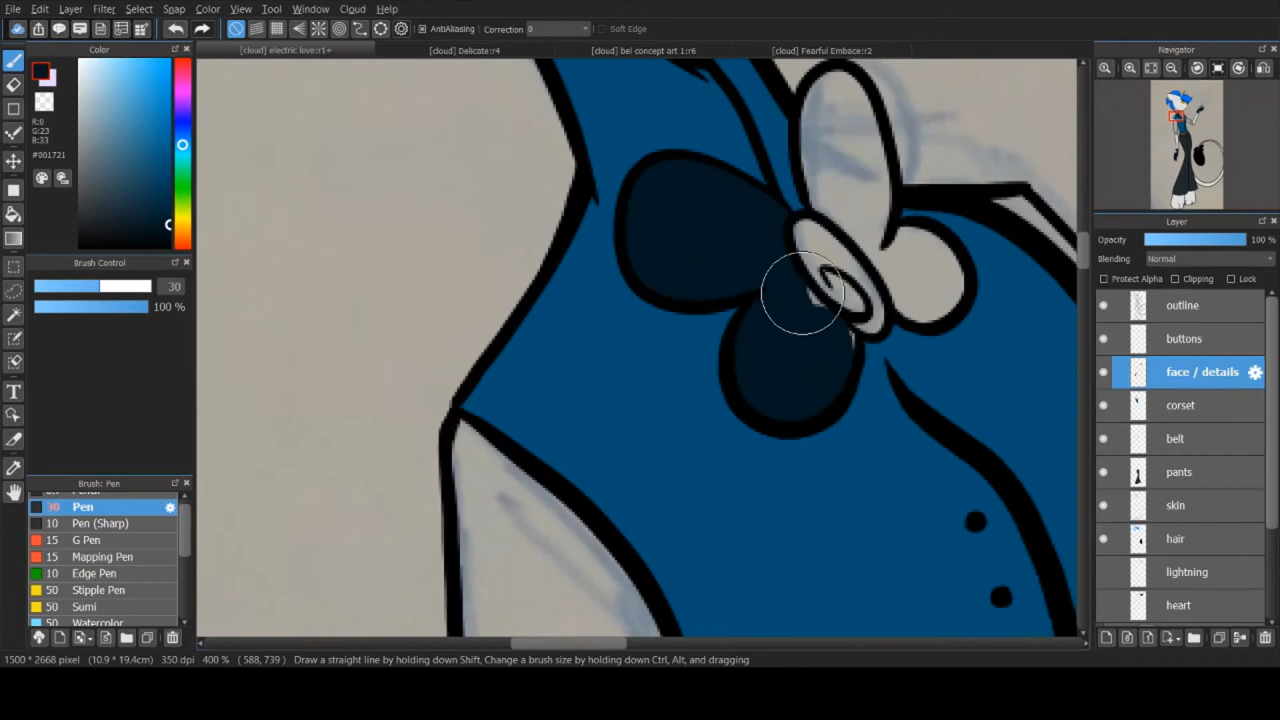 File Edit Layer Filter Select Snap Color View Tool Window Cloud Help
AntiAliasing Correction 0 Soft Edge
Color
[cloud] electric love:r1+ [cloud] Delicate:r4 [cloud] bei concept art 1:r6 [cloud] Fearful Embrace:r2
Navigator
R:0
G:23
B:33
#001721
Brush Control
30
100 %
Brush: Pen
30 Pen
10 Pen (Sharp)
15 G Pen
15 Mapping Pen
10 Edge Pen
50 Stipple Pen
50 Sumi
50 Watercolor
Layer
Opacity 100 %
Blending Normal
Protect Alpha Clipping Lock
outline
buttons
face / details
corset
belt
pants
skin
hair
lightning
heart
1500 * 2668 pixel (10.9 * 19.4cm) 350 dpi 400 % ( 588, 739 ) Draw a straight line by holding down Shift, Change a brush size by holding down Ctrl, Alt, and dragging